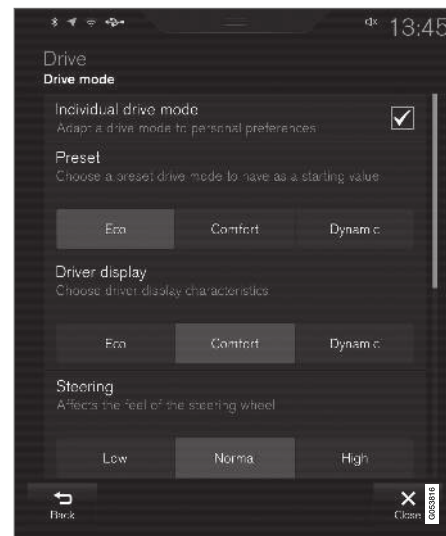 13:45
Drive
Drive mode
Individual drive mode
Adapt a drive mode to personal preferences
Preset
Choose a preset drive mode to have as a starting value
Eco Comfort Dynamic
Driver display
Choose driver display characteristics
Eco Comfort Dynamic
Steering
Affects the feel of the steering wheel
Low Normal High
Back Close
G053816